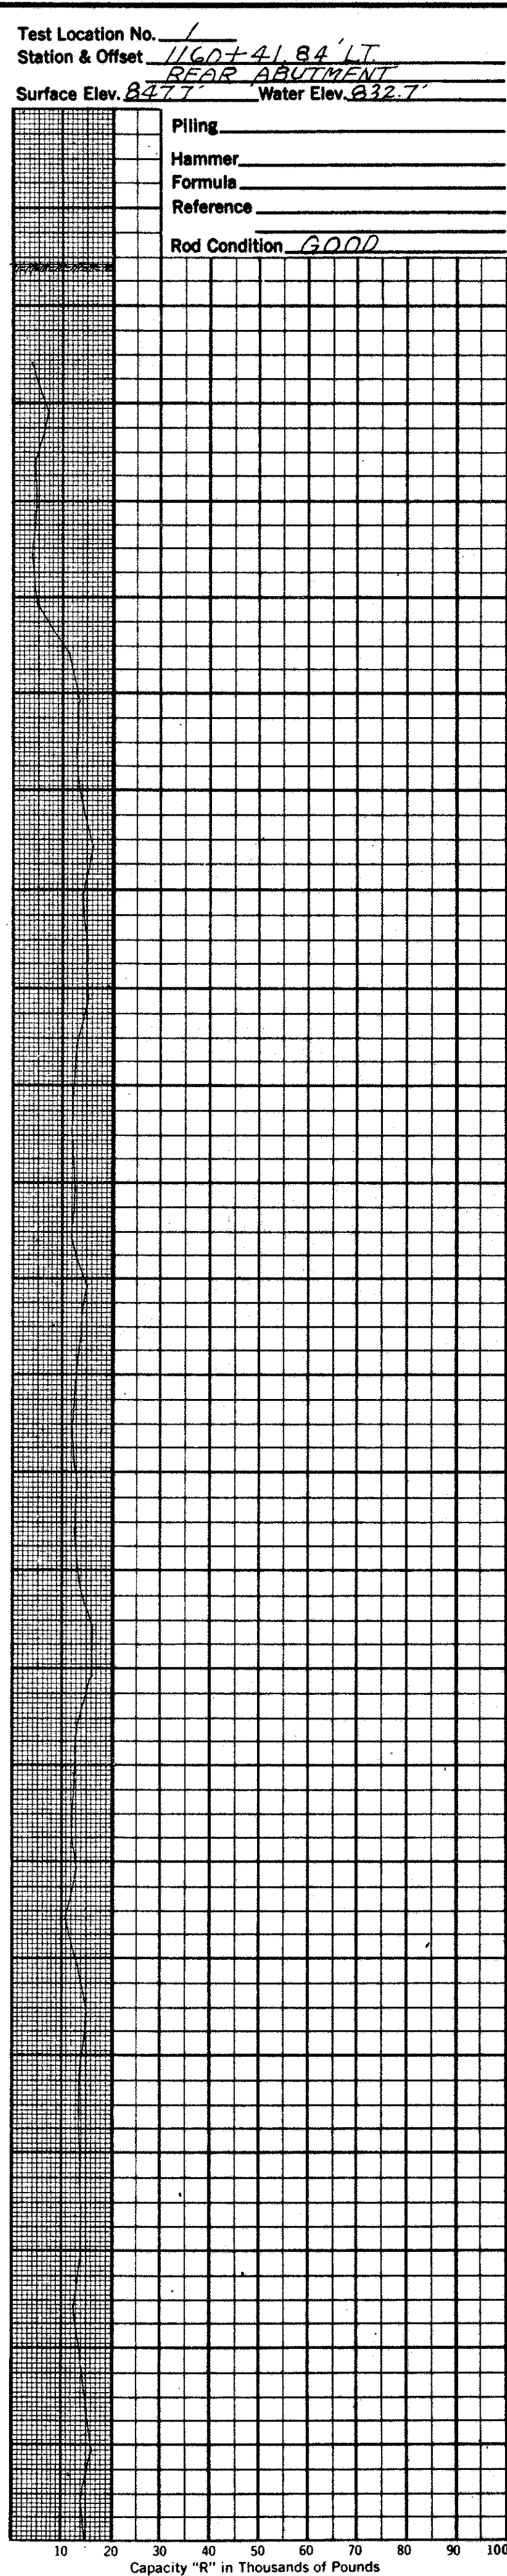 Test Location No. 1
Station & Offset 1160+41, 84' LT.
REAR ABUTMENT
Surface Elev. 847.7' Water Elev. 832.7'
Piling
Hammer
Formula
Reference
Rod Condition GOOD
10 20 30 40 50 60 70 80 90 100
Capacity "R" in Thousands of Pounds